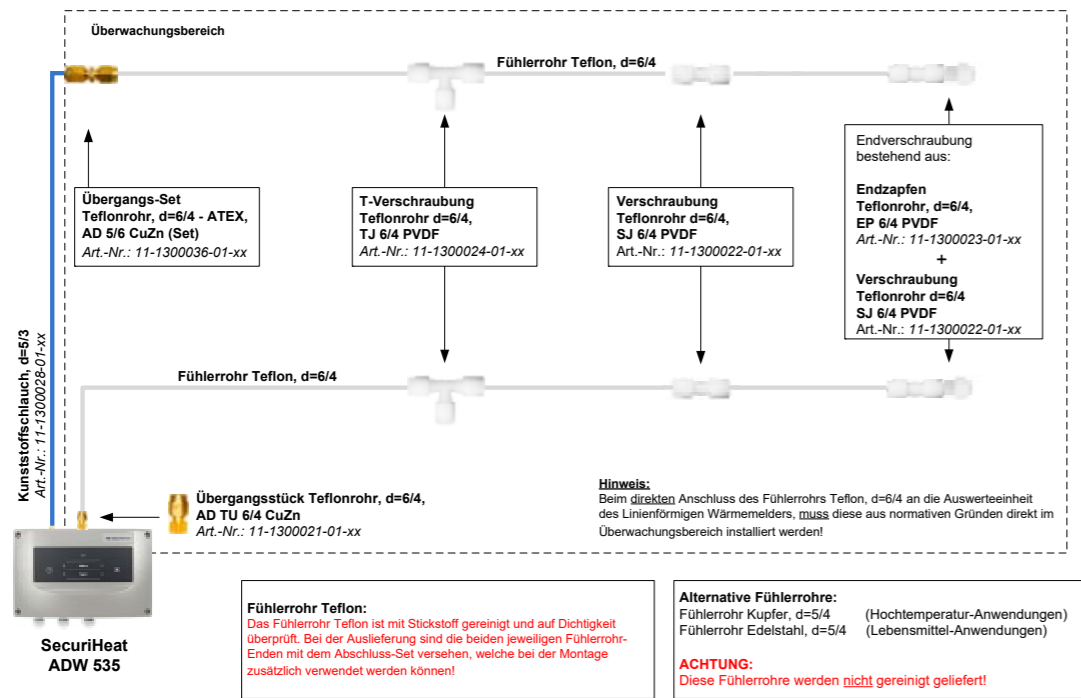 Überwachungsbereich
Fühlerrohr Teflon, d=6/4
Übergangs-Set
Teflonrohr, d=6/4 - ATEX,
AD 5/6 CuZn (Set)
Art.-Nr.: 11-1300036-01-xx
T-Verschraubung
Teflonrohr d=6/4,
TJ 6/4 PVDF
Art.-Nr.: 11-1300024-01-xx
Verschraubung
Teflonrohr d=6/4,
SJ 6/4 PVDF
Art.-Nr.: 11-1300022-01-xx
Endverschraubung
bestehend aus:
Endzapfen
Teflonrohr, d=6/4,
EP 6/4 PVDF
Art.-Nr.: 11-1300023-01-xx
+
Verschraubung
Teflonrohr d=6/4
SJ 6/4 PVDF
Art.-Nr.: 11-1300022-01-xx
Kunststoffschlauch, d=5/3
Art.-Nr.: 11-1300028-01-xx
Fühlerrohr Teflon, d=6/4
Übergangsstück Teflonrohr, d=6/4,
AD TU 6/4 CuZn
Art.-Nr.: 11-1300021-01-xx
Hinweis:
Beim direkten Anschluss des Fühlerrohrs Teflon, d=6/4 an die Auswerteeinheit
des Linienförmigen Wärmemelders, muss diese aus normativen Gründen direkt im
Überwachungsbereich installiert werden!
SecuriHeat
ADW 535
Fühlerrohr Teflon:
Das Fühlerrohr Teflon ist mit Stickstoff gereinigt und auf Dichtigkeit
überprüft. Bei der Auslieferung sind die beiden jeweiligen Fühlerrohr-
Enden mit dem Abschluss-Set versehen, welche bei der Montage
zusätzlich verwendet werden können!
Alternative Fühlerrohre:
Fühlerrohr Kupfer, d=5/4 (Hochtemperatur-Anwendungen)
Fühlerrohr Edelstahl, d=5/4 (Lebensmittel-Anwendungen)
ACHTUNG:
Diese Fühlerrohre werden nicht gereinigt geliefert!